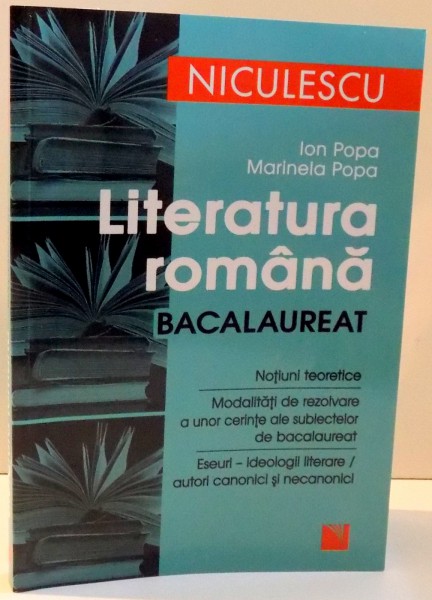 NICULESCU
Ion Popa
Marinela Popa
Literatura
română
BACALAUREAT
Noțiuni teoretice
Modalități de rezolvare
a unor cerințe ale subiectelor
de bacalaureat
Eseuri – ideologii literare /
autori canonici și necanonici